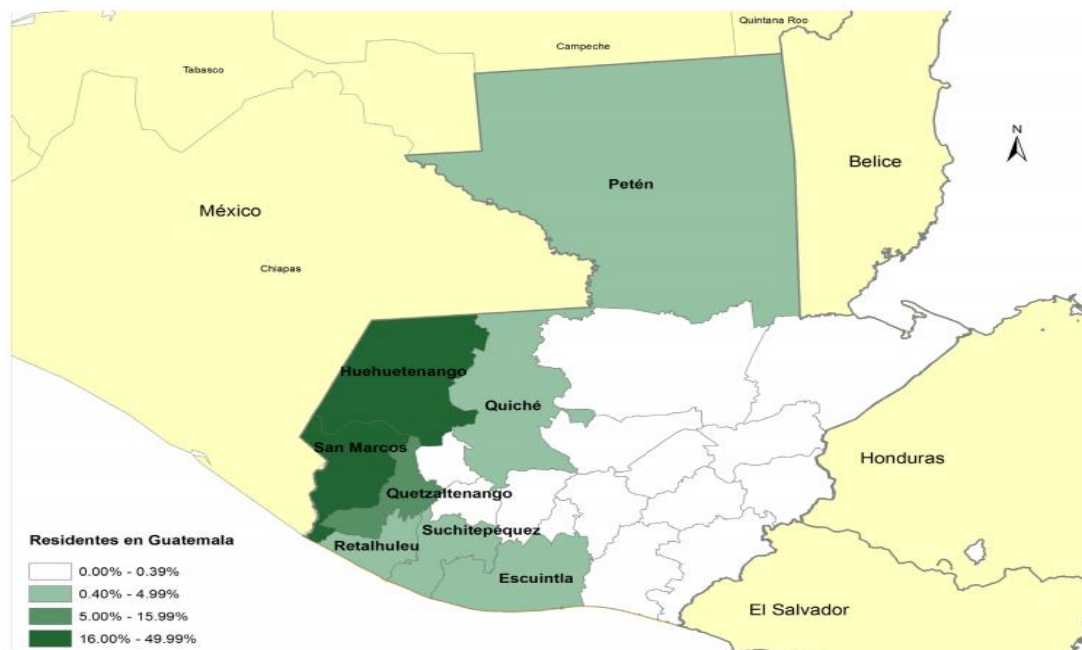 Quintana Roo
Campeche
Tabasco
N
Belice
Petén
México
Chiapas
Huehuetenango
Quiché
San Marcos
Honduras
Quetzaltenango
Suchitepéquez
Retalhuleu
Escuintla
El Salvador
Residentes en Guatemala
0.00% - 0.39%
0.40% - 4.99%
5.00% - 15.99%
16.00% - 49.99%